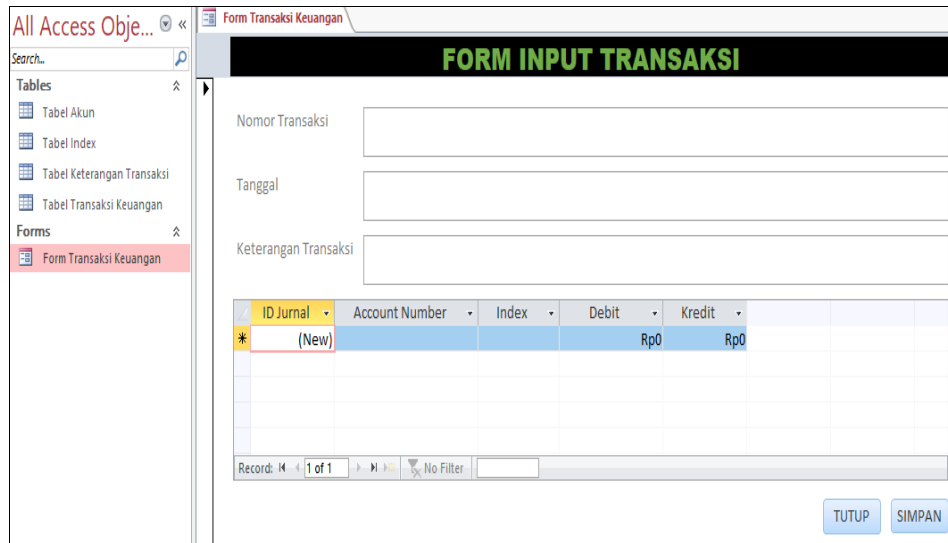 All Access Obje... «
Form Transaksi Keuangan
Search...
FORM INPUT TRANSAKSI
Tables
Tabel Akun
Tabel Index
Tabel Keterangan Transaksi
Tabel Transaksi Keuangan
Forms
Form Transaksi Keuangan
Nomor Transaksi
Tanggal
Keterangan Transaksi
ID Jurnal Account Number Index Debit Kredit
(New) Rp0 Rp0
Record: 1 of 1 No Filter
TUTUP SIMPAN